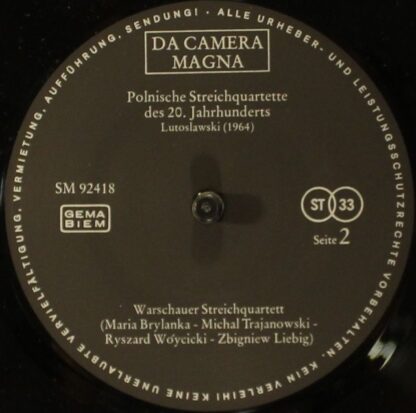 ALLE URHEBER- UND LEISTUNGSSCHUTZRECHTE VORBEHALTEN · KEIN VERLEIH! KEINE UNERLAUBTE VERVIELFÄLTIGUNG, VERMIETUNG, AUFFÜHRUNG, SENDUNG! ·
DA CAMERA
MAGNA
Polnische Streichquartette
des 20. Jahrhunderts
Lutoslawski (1964)
SM 92418
GEMA
BIEM
ST 33
Seite 2
Warschauer Streichquartett
(Maria Brylanka - Michal Trajanowski -
Ryszard Wóycicki - Zbigniew Liebig)